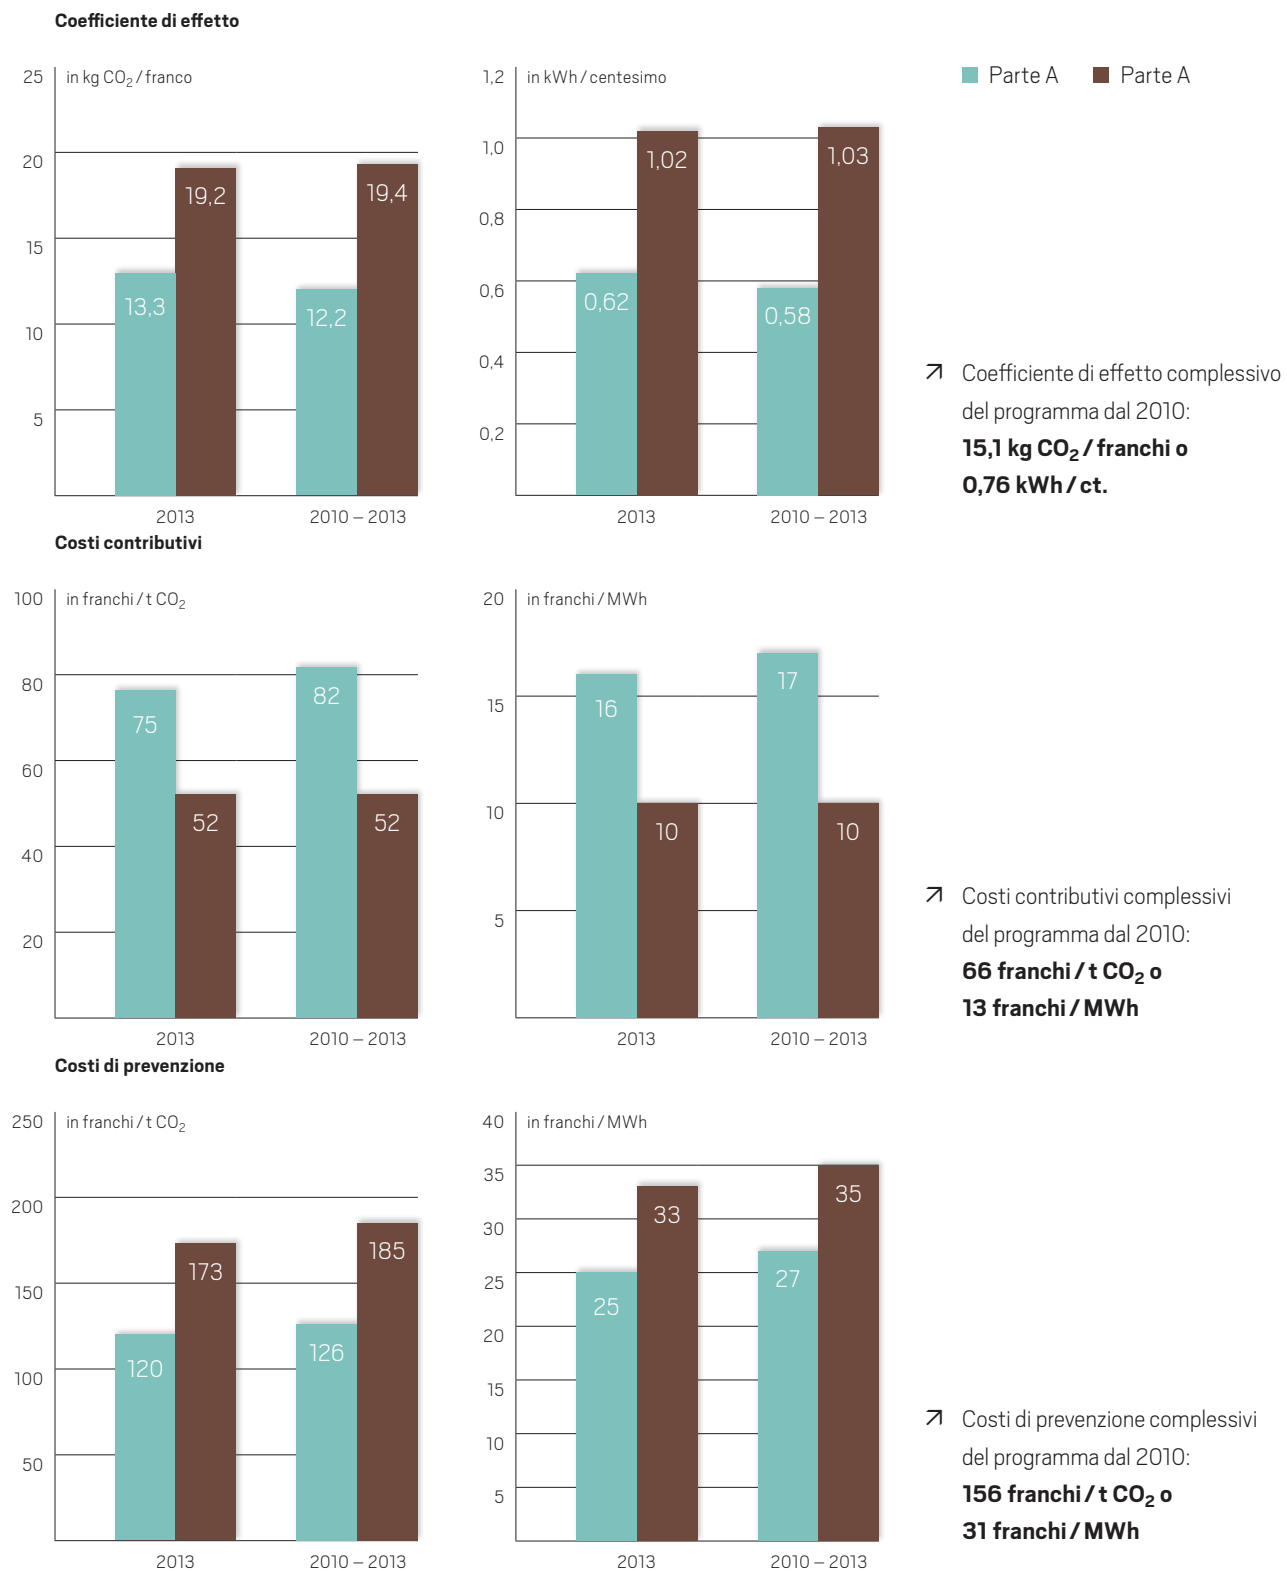 Coefficiente di effetto
25
in kg CO₂ / franco
20
15
10
5
13,3
19,2
12,2
19,4
2013
2010 – 2013
1,2
in kWh / centesimo
1,0
0,8
0,6
0,4
0,2
0,62
1,02
0,58
1,03
2013
2010 – 2013
Parte A
Parte A
Coefficiente di effetto complessivo
del programma dal 2010:
15,1 kg CO₂ / franchi o
0,76 kWh / ct.
Costi contributivi
100
in franchi / t CO₂
80
60
40
20
75
52
82
52
2013
2010 – 2013
20
in franchi / MWh
15
10
5
16
10
17
10
2013
2010 – 2013
Costi contributivi complessivi
del programma dal 2010:
66 franchi / t CO₂ o
13 franchi / MWh
Costi di prevenzione
250
in franchi / t CO₂
200
150
100
50
120
173
126
185
2013
2010 – 2013
40
in franchi / MWh
35
30
25
20
15
10
5
25
33
27
35
2013
2010 – 2013
Costi di prevenzione complessivi
del programma dal 2010:
156 franchi / t CO₂ o
31 franchi / MWh